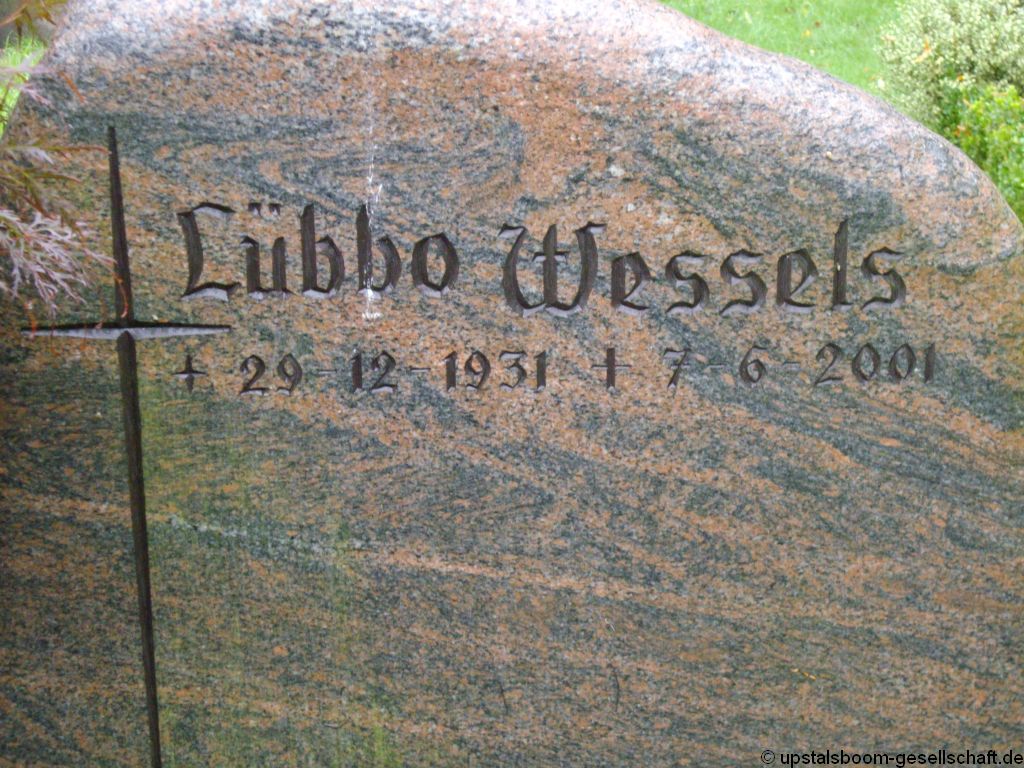 Lübbo Wessels
✦ 29-12-1931 ✝ 7-6-2001
© upstalsboom-gesellschaft.de